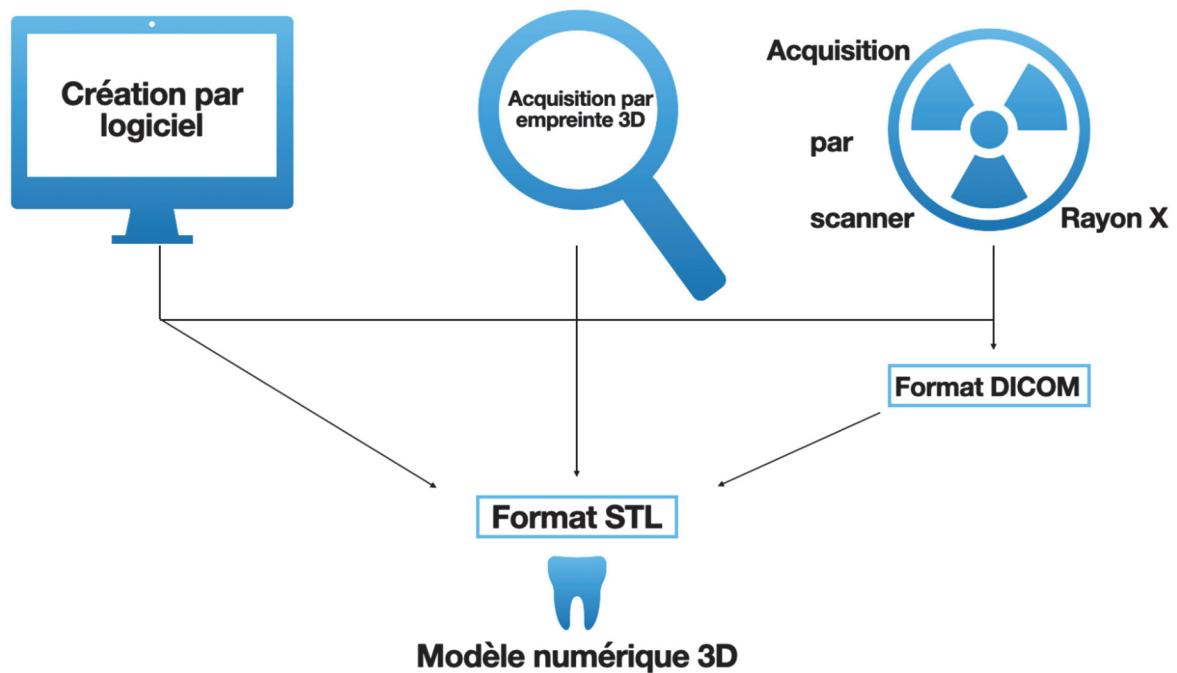 Création par
logiciel
Acquisition par
empreinte 3D
Acquisition
par
scanner
Rayon X
Format DICOM
Format STL
Modèle numérique 3D